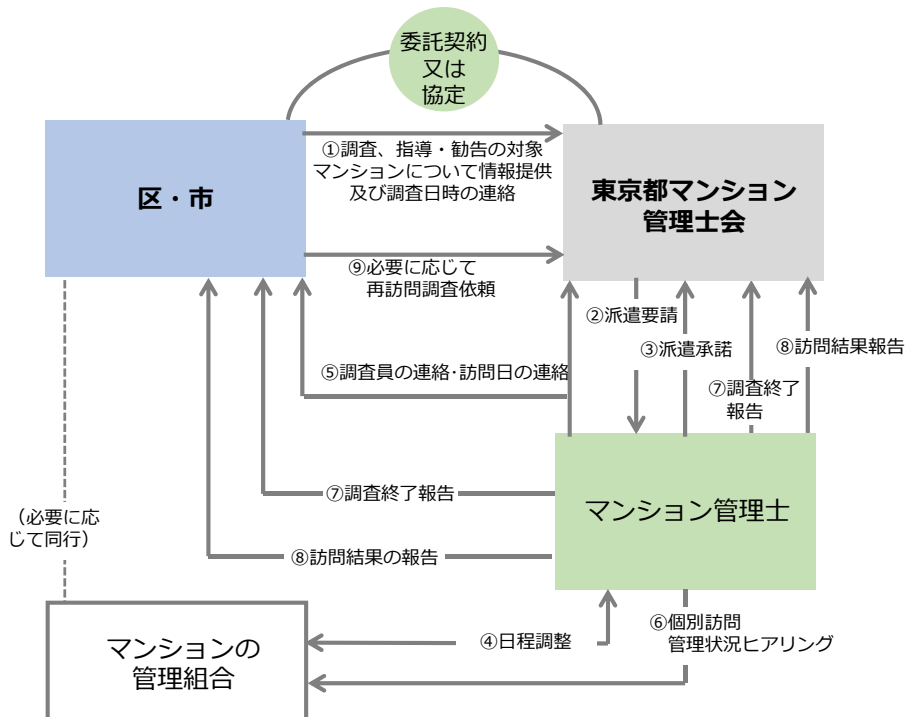 委託契約
又は
協定
区・市
①調査、指導・勧告の対象
マンションについて情報提供
及び調査日時の連絡
東京都マンション
管理士会
⑨必要に応じて
再訪問調査依頼
②派遣要請
③派遣承諾
⑧訪問結果報告
⑤調査員の連絡･訪問日の連絡
⑦調査終了
報告
⑦調査終了報告
マンション管理士
（必要に応
じて同行）
⑧訪問結果の報告
マンションの
管理組合
④日程調整
⑥個別訪問
管理状況ヒアリング